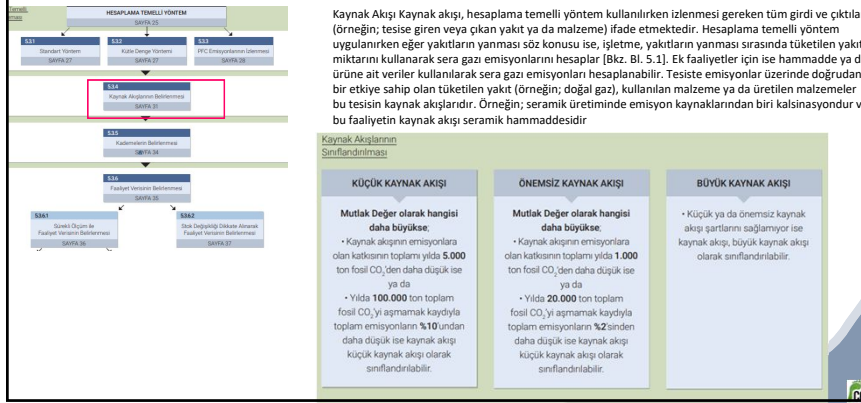 Temelli
ması
HESAPLAMA TEMELLİ YÖNTEM
SAYFA 25
5.3.1
Standart Yöntem
SAYFA 27
5.3.2
Kütle Denge Yöntemi
SAYFA 27
5.3.3
PFC Emisyonlarının İzlenmesi
SAYFA 28
5.3.4
Kaynak Akışlarının Belirlenmesi
SAYFA 31
5.3.5
Kademelerin Belirlenmesi
SAYFA 34
5.3.6
Faaliyet Verisinin Belirlenmesi
SAYFA 35
5.3.6.1
Sürekli Ölçüm ile
Faaliyet Verisinin Belirlenmesi
SAYFA 36
5.3.6.2
Stok Değişikliği Dikkate Alınarak
Faaliyet Verisinin Belirlenmesi
SAYFA 37
Kaynak Akışı Kaynak akışı, hesaplama temelli yöntem kullanılırken izlenmesi gereken tüm girdi ve çıktıla
(örneğin; tesise giren veya çıkan yakıt ya da malzeme) ifade etmektedir. Hesaplama temelli yöntem
uygulanırken eğer yakıtların yanması söz konusu ise, işletme, yakıtların yanması sırasında tüketilen yakıt
miktarını kullanarak sera gazı emisyonlarını hesaplar [Bkz. Bl. 5.1]. Ek faaliyetler için ise hammadde ya d
ürüne ait veriler kullanılarak sera gazı emisyonları hesaplanabilir. Tesiste emisyonlar üzerinde doğrudan
bir etkiye sahip olan tüketilen yakıt (örneğin; doğal gaz), kullanılan malzeme ya da üretilen malzemeler
bu tesisin kaynak akışlarıdır. Örneğin; seramik üretiminde emisyon kaynaklarından biri kalsinasyondur v
bu faaliyetin kaynak akışı seramik hammaddesidir
Kaynak Akışlarının
Sınıflandırılması
KÜÇÜK KAYNAK AKIŞI
Mutlak Değer olarak hangisi
daha büyükse;
• Kaynak akışının emisyonlara
olan katkısının toplamı yılda 5.000
ton fosil CO₂'den daha düşük ise
ya da
• Yılda 100.000 ton toplam
fosil CO₂'yi aşmamak kaydıyla
toplam emisyonların %10'undan
daha düşük ise kaynak akışı
küçük kaynak akışı olarak
sınıflandırılabilir.
ÖNEMSİZ KAYNAK AKIŞI
Mutlak Değer olarak hangisi
daha büyükse;
• Kaynak akışının emisyonlara
olan katkısının toplamı yılda 1.000
ton fosil CO₂'den daha düşük ise
ya da
• Yılda 20.000 ton toplam
fosil CO₂'yi aşmamak kaydıyla
toplam emisyonların %2'sinden
daha düşük ise kaynak akışı
küçük kaynak akışı olarak
sınıflandırılabilir.
BÜYÜK KAYNAK AKIŞI
• Küçük ya da önemsiz kaynak
akışı şartlarını sağlamıyor ise
kaynak akışı, büyük kaynak akışı
olarak sınıflandırılabilir.